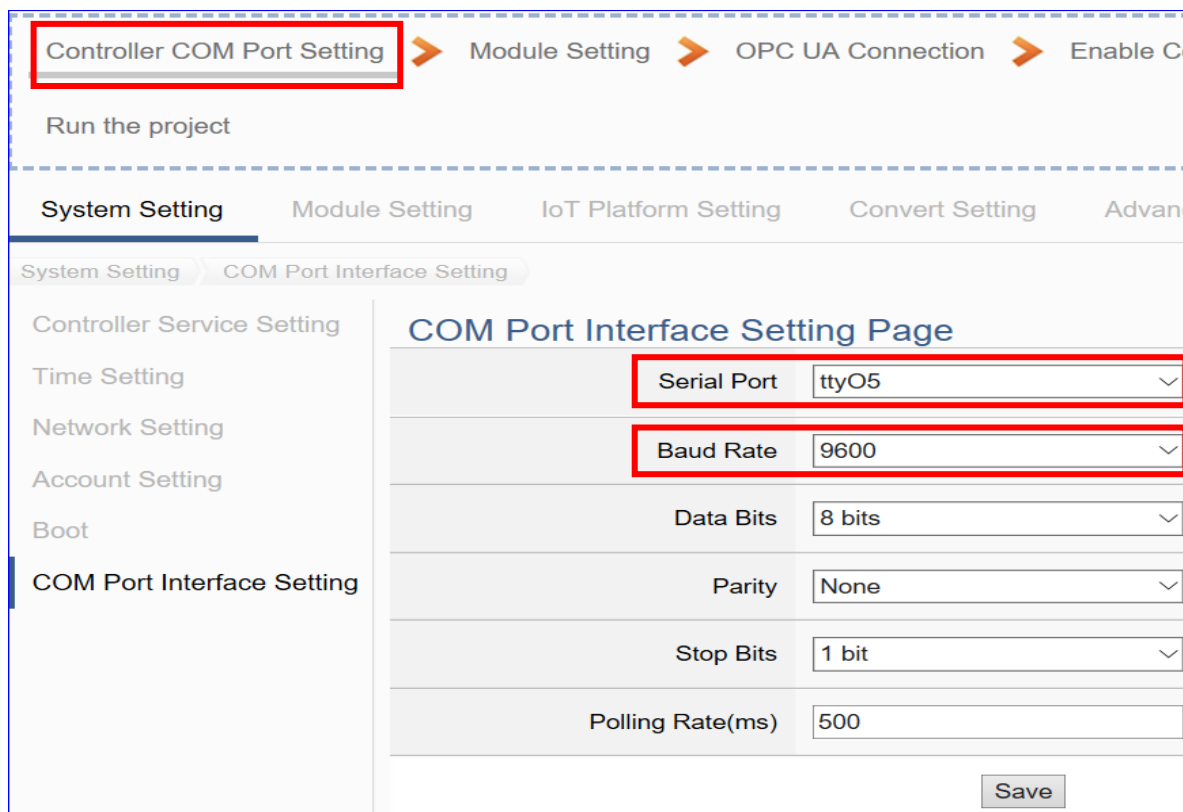 Controller COM Port Setting Module Setting OPC UA Connection Enable
Run the project
System Setting Module Setting IoT Platform Setting Convert Setting
System Setting COM Port Interface Setting
Controller Service Setting
Time Setting
Network Setting
Account Setting
Boot
COM Port Interface Setting
COM Port Interface Setting Page
Serial Port ttyO5
Baud Rate 9600
Data Bits 8 bits
Parity None
Stop Bits 1 bit
Polling Rate(ms) 500
Save